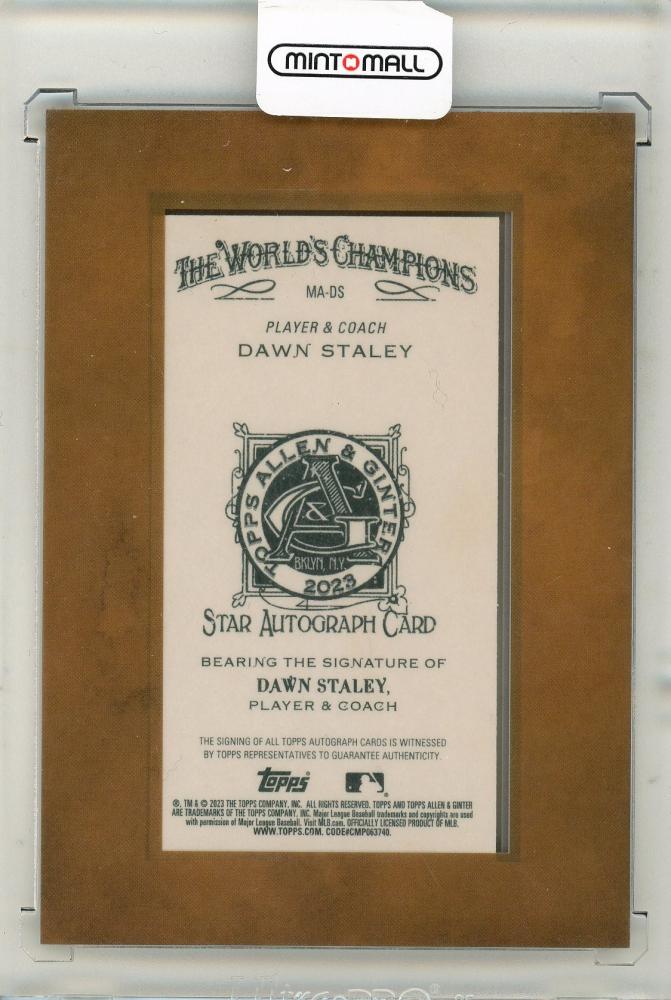 MINTOMALL
THE WORLD'S CHAMPIONS
MA-DS
PLAYER & COACH
DAWN STALEY
TOPPS ALLEN & GINTER
A&G
BKLYN, N.Y.
2023
STAR AUTOGRAPH CARD
BEARING THE SIGNATURE OF
DAWN STALEY,
PLAYER & COACH
THE SIGNING OF ALL TOPPS AUTOGRAPH CARDS IS WITNESSED
BY TOPPS REPRESENTATIVES TO GUARANTEE AUTHENTICITY.
topps
®, TM & © 2023 THE TOPPS COMPANY, INC. ALL RIGHTS RESERVED. TOPPS AND TOPPS ALLEN & GINTER
ARE TRADEMARKS OF THE TOPPS COMPANY, INC. Major League Baseball trademarks and copyrights are used
with permission of Major League Baseball. Visit MLB.com. OFFICIALLY LICENSED PRODUCT OF MLB.
WWW.TOPPS.COM. CODE#CMP063740.